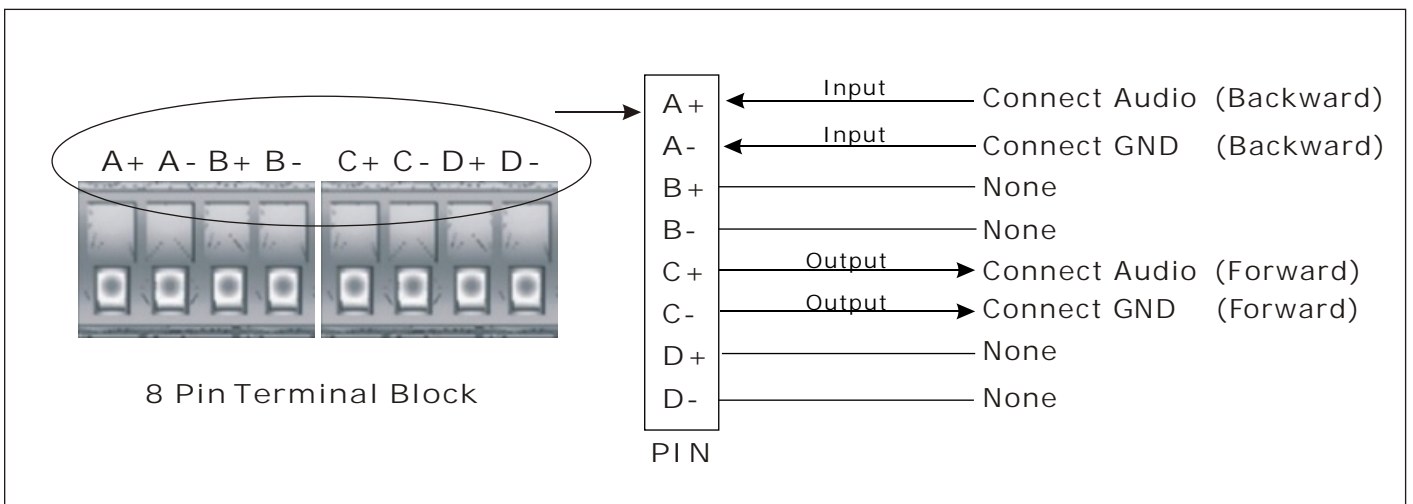 A+ A- B+ B- C+ C- D+ D-
8 Pin Terminal Block
A+ Input Connect Audio (Backward)
A- Input Connect GND (Backward)
B+ None
B- None
C+ Output Connect Audio (Forward)
C- Output Connect GND (Forward)
D+ None
D- None
PIN